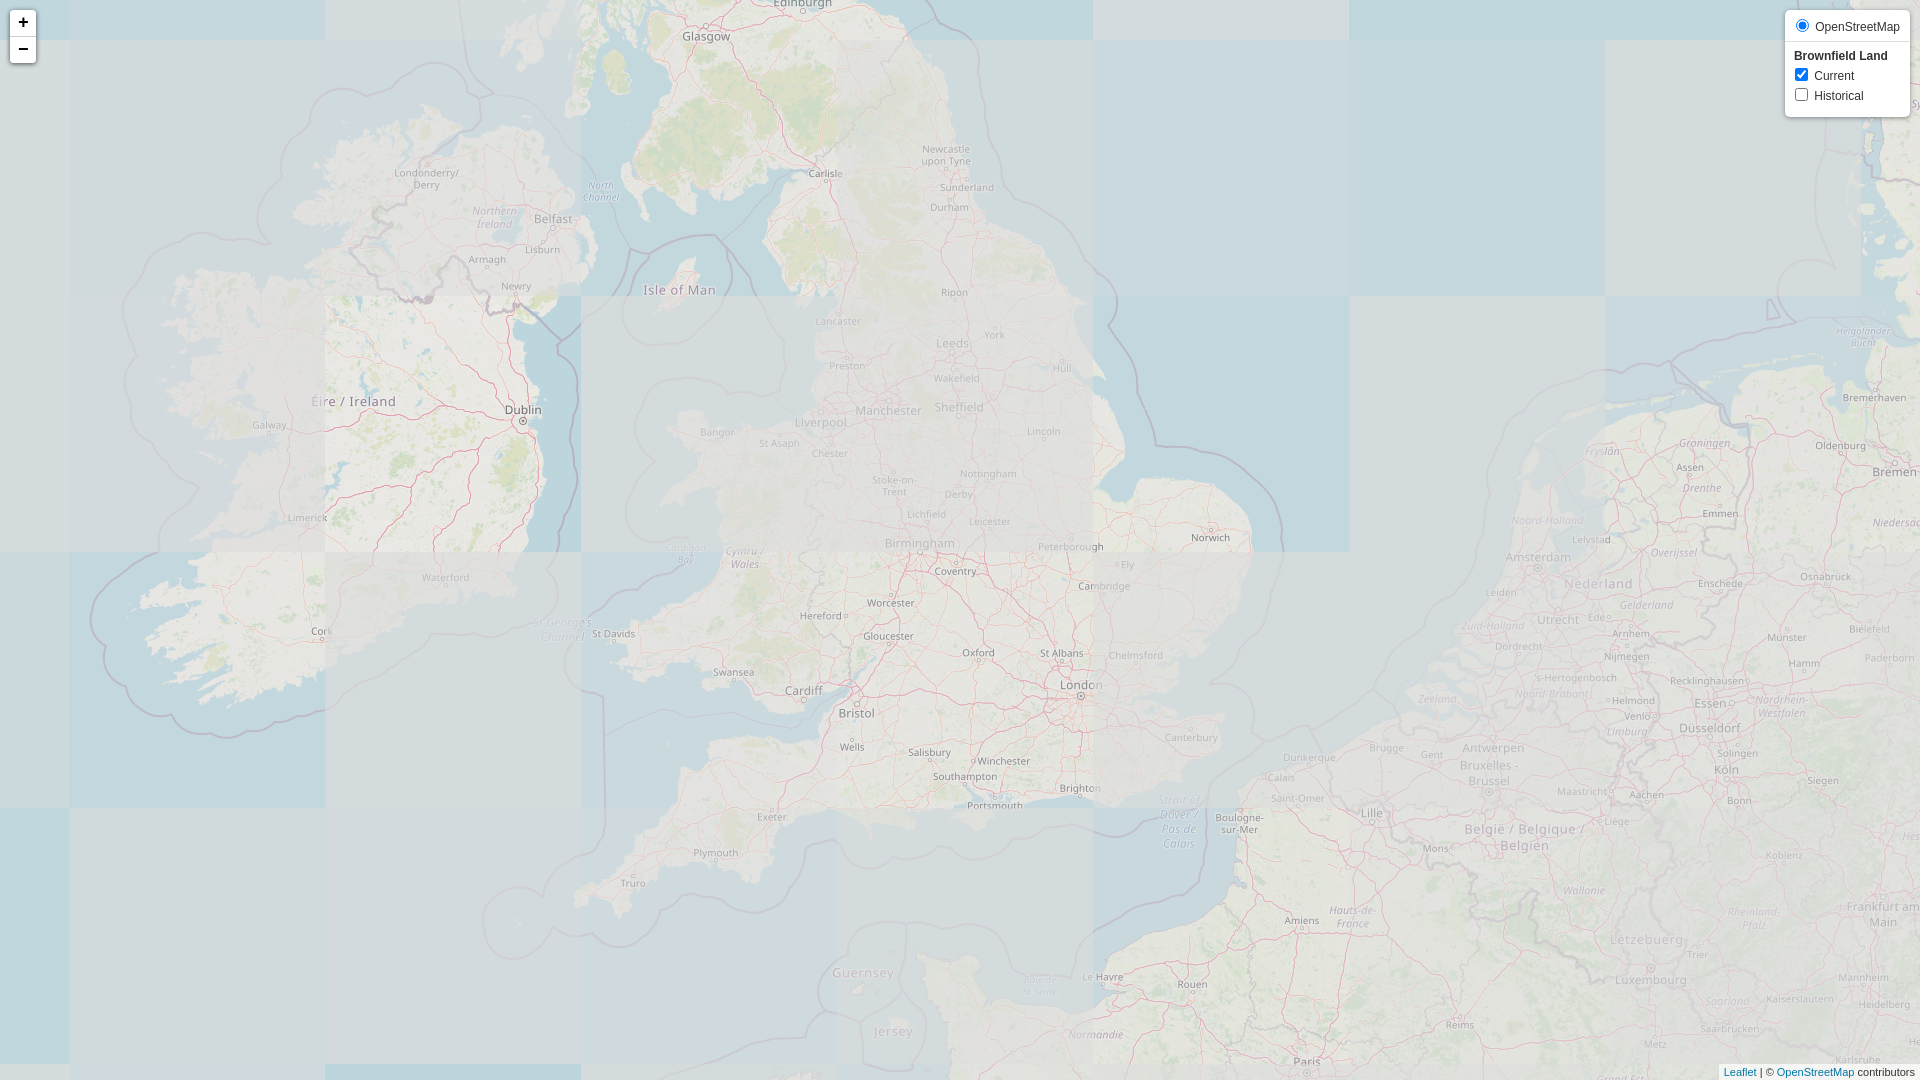 +
−
OpenStreetMap
Brownfield Land
Current
Historical
Edinburgh
Glasgow
Newcastle
upon Tyne
Carlisle
Sunderland
Londonderry/
Derry
North
Channel
Durham
Northern
Ireland
Belfast
Lisburn
Armagh
Newry
Isle of Man
Ripon
Lancaster
York
Helgoländer
Bucht
Leeds
Preston
Hull
Wakefield
Bremerhaven
Éire / Ireland
Dublin
Manchester
Sheffield
Galway
Liverpool
Bangor
St Asaph
Lincoln
Groningen
Oldenburg
Chester
Fryslân
Assen
Bremen
Nottingham
Stoke-on-
Trent
Derby
Drenthe
Emmen
Limerick
Lichfield
Leicester
Noord-Holland
Niedersac
Norwich
Lelystad
Birmingham
Peterborough
Cardigan
Bay
Cymru /
Wales
Overijssel
Amsterdam
Ely
Coventry
Waterford
Cambridge
Nederland
Enschede
Osnabrück
Leiden
Worcester
Gelderland
Hereford
Utrecht
Ede
St George's
Channel
Zuid-Holland
Cork
St Davids
Gloucester
Arnhem
Münster
Bielefeld
Dordrecht
Oxford
St Albans
Chelmsford
Nijmegen
Hamm
Paderborn
Swansea
's-Hertogenbosch
Recklinghausen
London
Cardiff
Noord-Brabant
Zeeland
Helmond
Essen
Nordrhein-
Westfalen
Bristol
Venlo
Limburg
Düsseldorf
Canterbury
Wells
Salisbury
Brugge
Antwerpen
Gent
Solingen
Winchester
Dunkerque
Bruxelles -
Brussel
Köln
Southampton
Calais
Siegen
Brighton
Maastricht
Aachen
Saint-Omer
Bonn
Portsmouth
Strait of
Dover /
Pas de
Calais
Exeter
Boulogne-
sur-Mer
Lille
Liège
België / Belgique /
Belgien
Mons
Plymouth
Koblenz
Truro
Wallonie
Amiens
Hauts-de-
France
Rheinland
Pfalz
Frankfurt am
Main
Letzebuerg
Trier
Guernsey
Le Havre
Baie de
la Seine
Rouen
Luxembourg
Mannheim
Saarland
Kaiserslautern
Heidelberg
Jersey
Normandie
Reims
Saarbrücken
Metz
Paris
Karlsruhe
Leaflet | © OpenStreetMap contributors